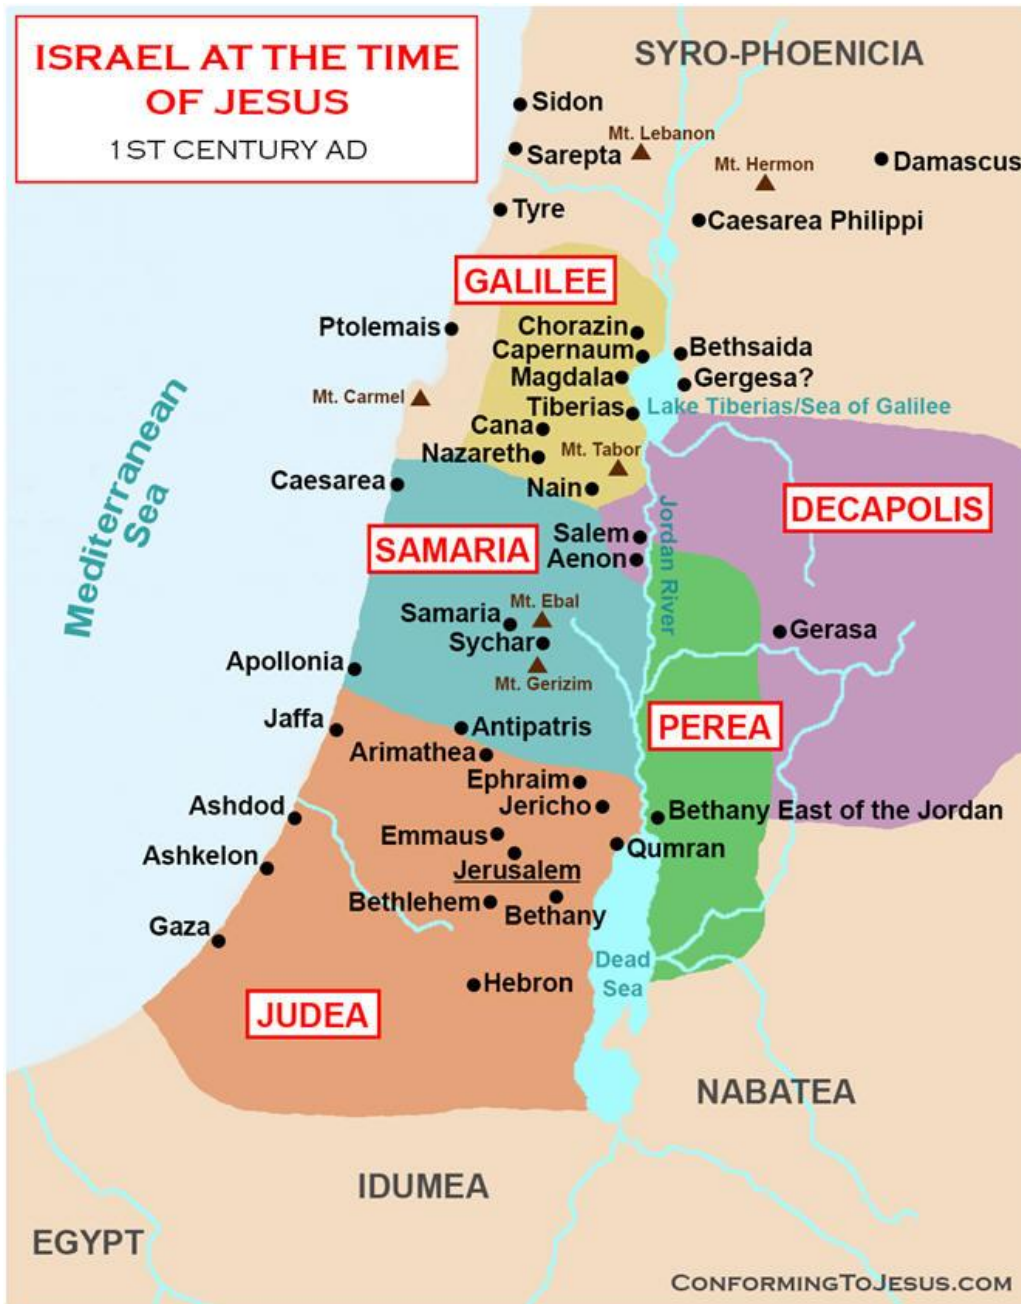 ISRAEL AT THE TIME
OF JESUS
1ST CENTURY AD
SYRO-PHOENICIA
Sidon
Mt. Lebanon
Sarepta
Mt. Hermon
Damascus
Tyre
Caesarea Philippi
GALILEE
Ptolemais
Chorazin
Capernaum
Bethsaida
Magdala
Gergesa?
Mt. Carmel
Tiberias
Lake Tiberias/Sea of Galilee
Cana
Nazareth
Mt. Tabor
Caesarea
Nain
Mediterranean
Sea
DECAPOLIS
Jordan River
Salem
SAMARIA
Aenon
Samaria
Mt. Ebal
Sychar
Gerasa
Apollonia
Mt. Gerizim
Jaffa
Antipatris
PEREA
Arimathea
Ephraim
Ashdod
Jericho
Bethany East of the Jordan
Emmaus
Qumran
Ashkelon
Jerusalem
Bethlehem
Bethany
Gaza
Dead
Sea
Hebron
JUDEA
NABATEA
IDUMEA
EGYPT
CONFORMINGTOJESUS.COM